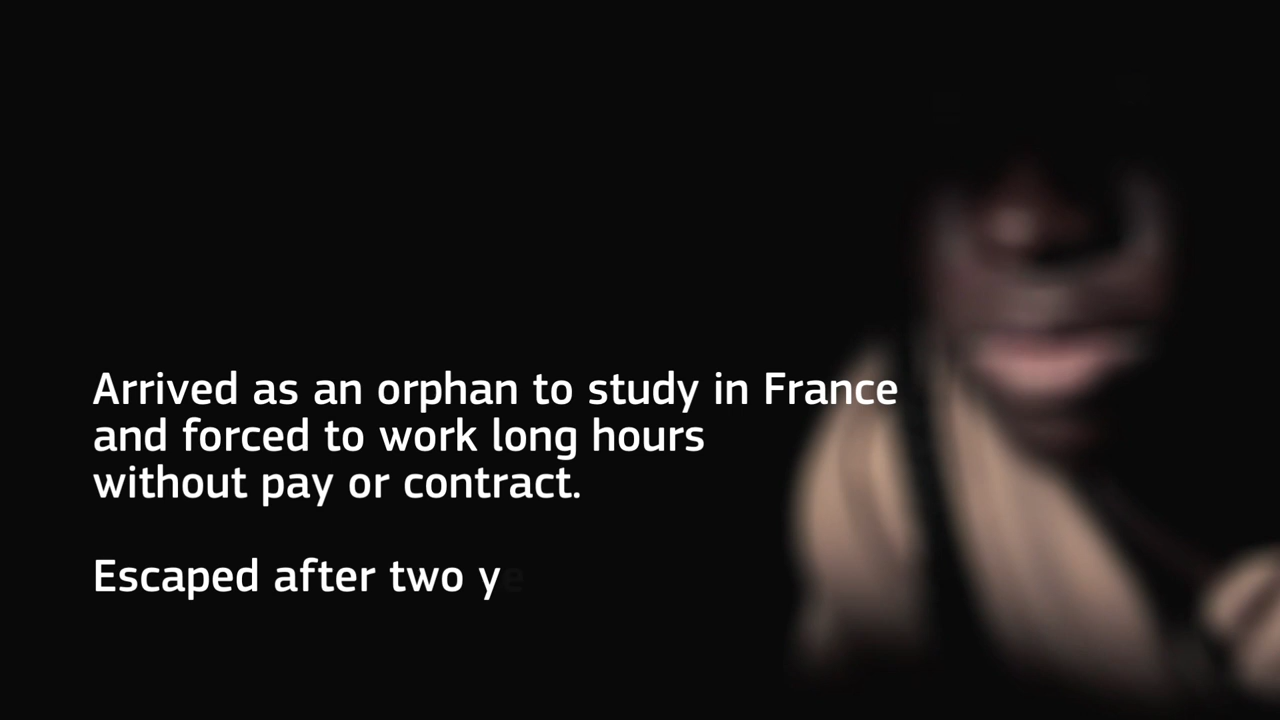 Arrived as an orphan to study in France
and forced to work long hours
without pay or contract.
Escaped after two ye